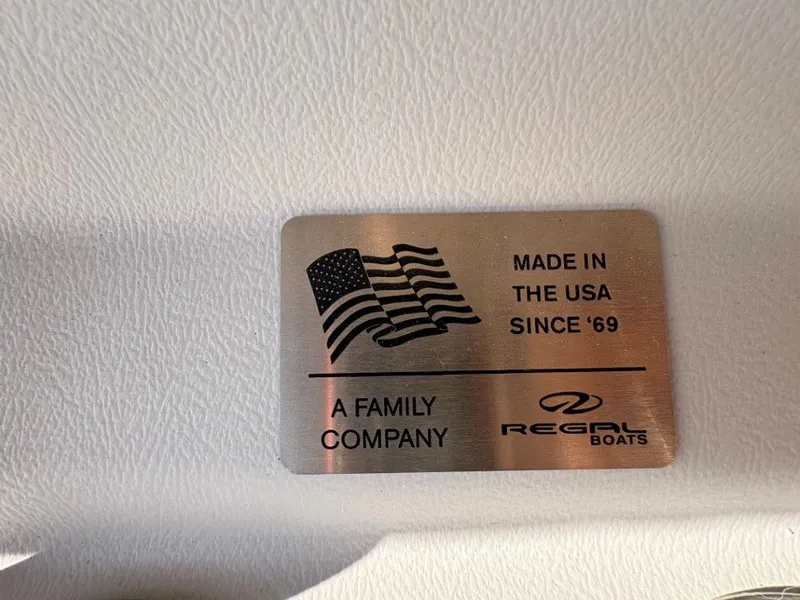 MADE IN
THE USA
SINCE ‘69
A FAMILY
COMPANY
REGAL
BOATS